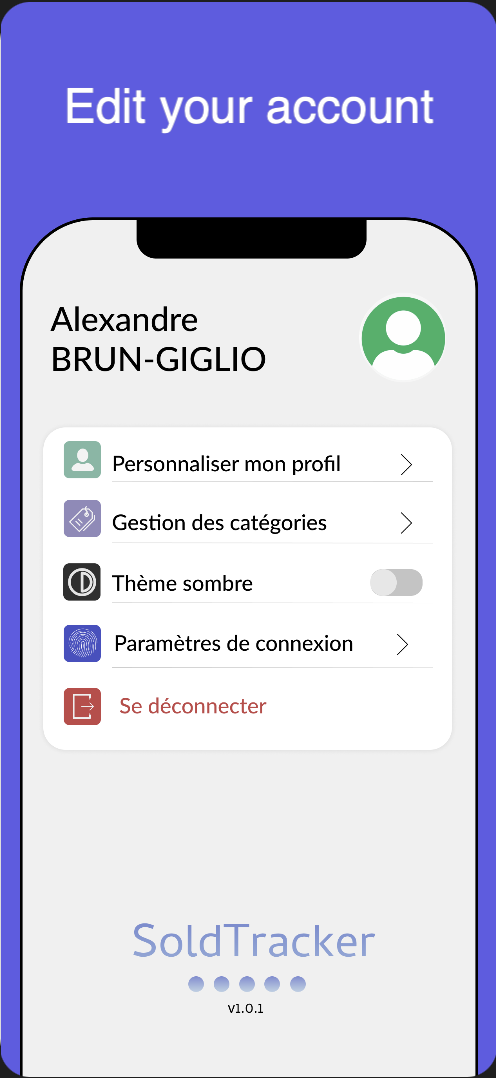 Edit your account
Alexandre
BRUN-GIGLIO
Personnaliser mon profil
Gestion des catégories
Thème sombre
Paramètres de connexion
Se déconnecter
SoldTracker
v1.0.1